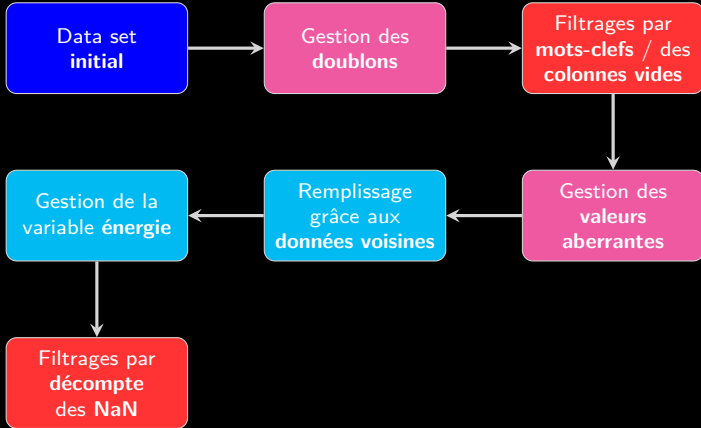 Data set
initial
Gestion des
doublons
Filtrages par
mots-clefs / des
colonnes vides
Gestion des
valeurs
aberrantes
Remplissage
grâce aux
données voisines
Gestion de la
variable énergie
Filtrages par
décompte
des NaN